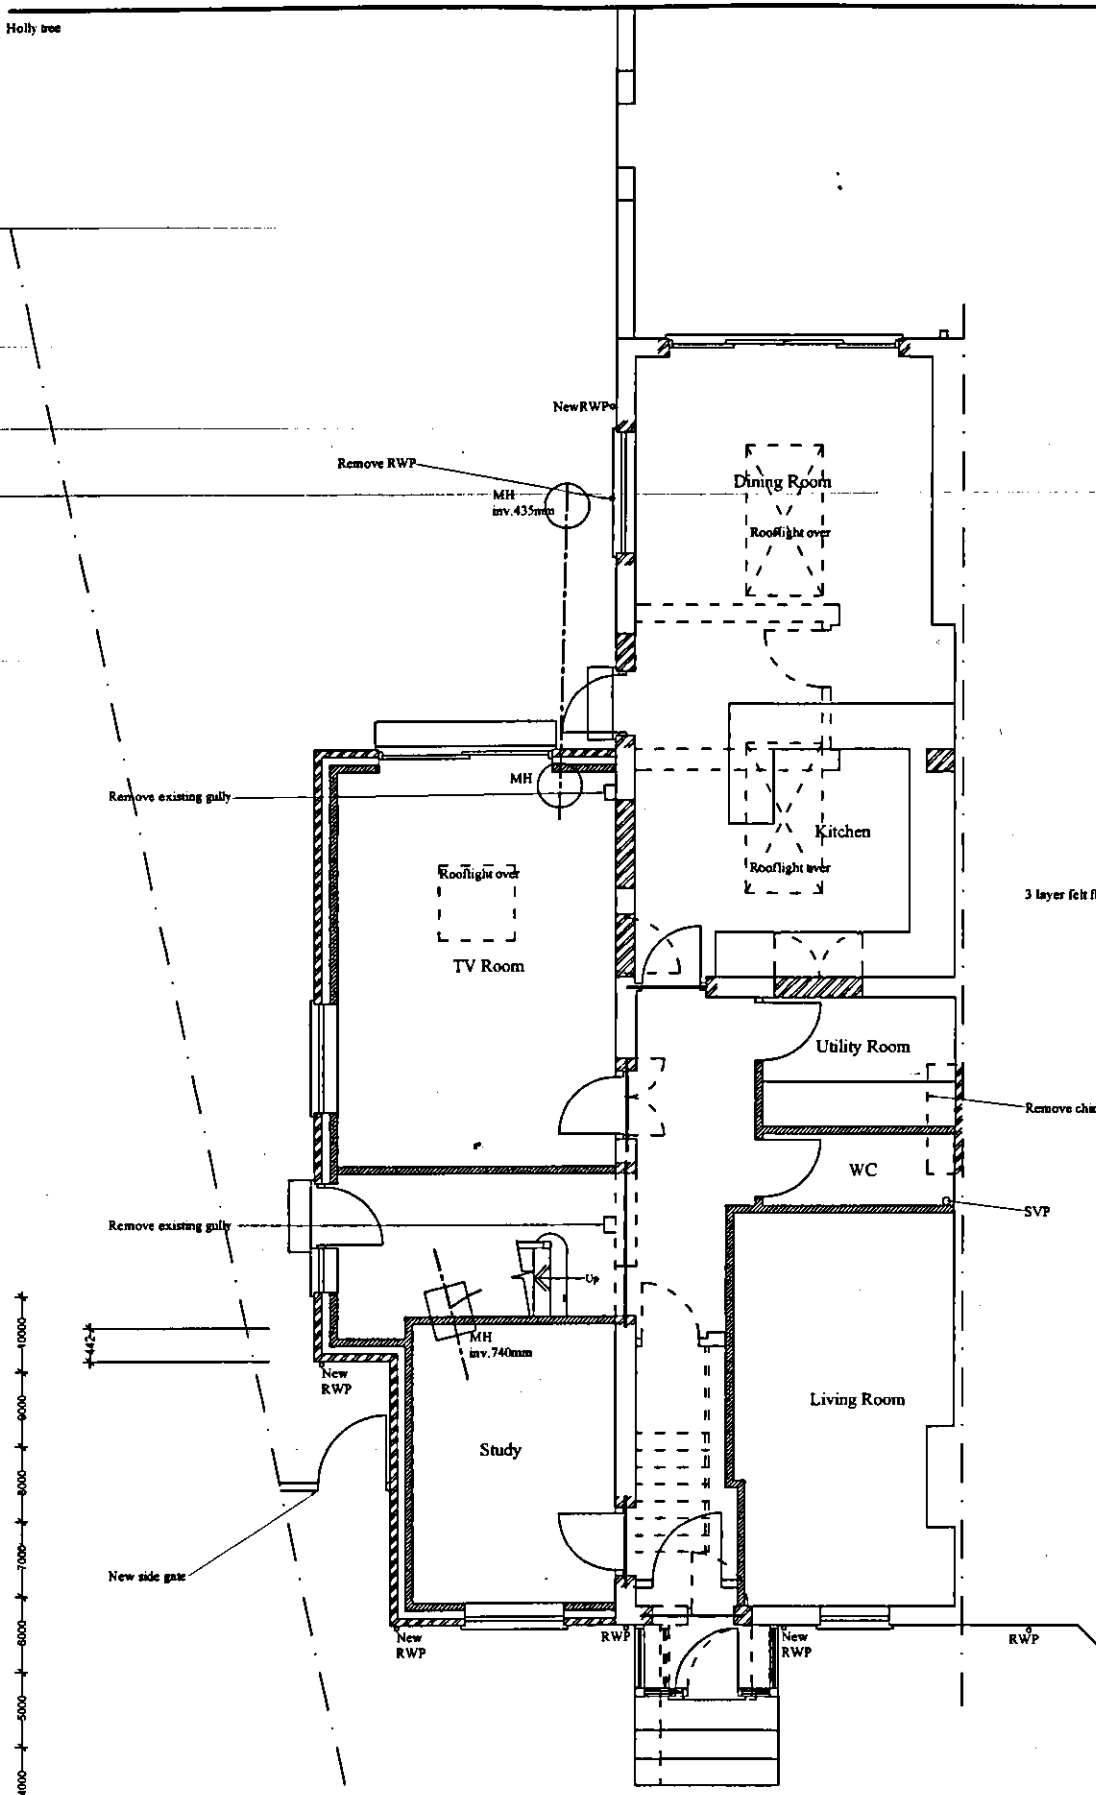 Holly tree
NewRWP
Remove RWP
MH
inv.435mm
Dining Room
Rooflight over
MH
Remove existing gully
Kitchen
Rooflight over
Rooflight over
3 layer felt fl
TV Room
Utility Room
Remove chi
WC
SVP
Remove existing gully
Up
MH
inv.740mm
442
10000
9000
8000
7000
6000
5000
4000
New
RWP
Living Room
Study
New side gate
New
RWP
RWP
New
RWP
RWP